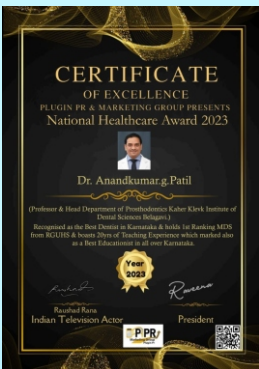 CERTIFICATE
OF EXCELLENCE
PLUGIN PR & MARKETING GROUP PRESENTS
National Healthcare Award 2023
Dr. Anandkumar.g.Patil
(Professor & Head Department of Prosthodontics Kaher Klevk Institute of
Dental Sciences Belagavi.)
Recognised as the Best Dentist in Karnataka & holds 1st Ranking MDS
from RGUHS & boasts 20yrs of Teaching Experience which marked also
as a Best Educationist in all over Karnataka.
Year
2023
Raushad Rana
Indian Television Actor
Raveena
President
PPR